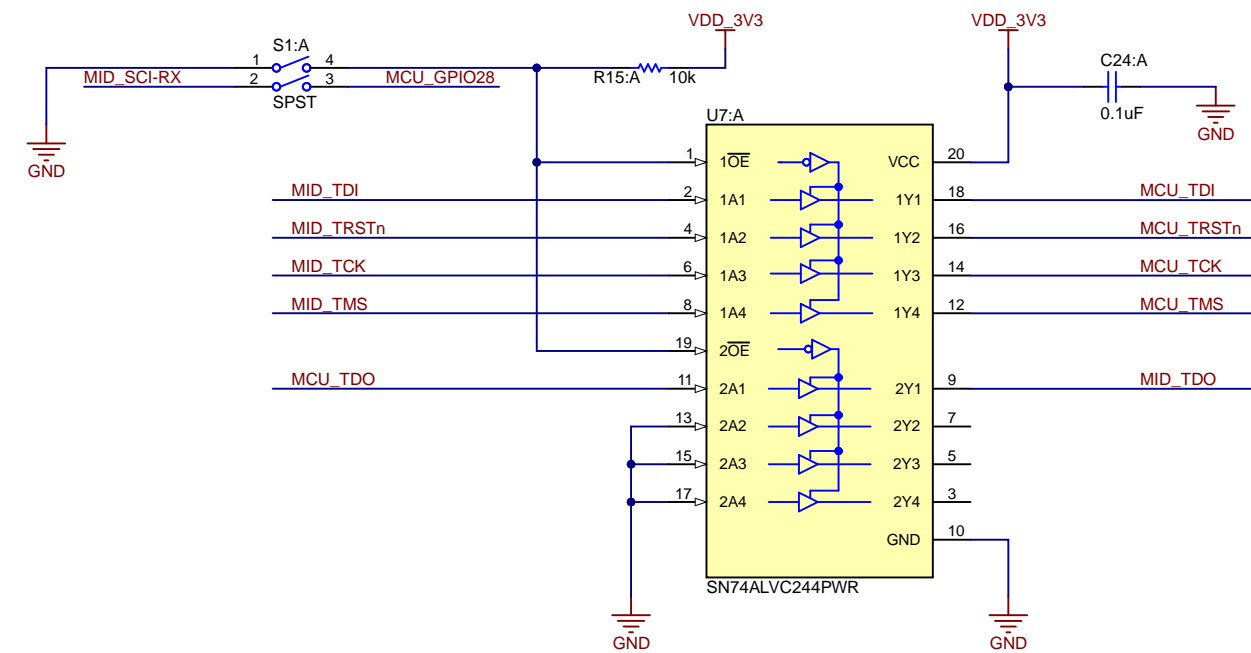 VDD_3V3
VDD_3V3
S1:A
1
4
MID_SCI-RX
2
3
MCU_GPIO28
SPST
R15:A
10k
C24:A
0.1uF
GND
GND
U7:A
1
1OE
VCC
20
MID_TDI
2
1A1
1Y1
18
MCU_TDI
MID_TRSTn
4
1A2
1Y2
16
MCU_TRSTn
MID_TCK
6
1A3
1Y3
14
MCU_TCK
MID_TMS
8
1A4
1Y4
12
MCU_TMS
19
2OE
MCU_TDO
11
2A1
2Y1
9
MID_TDO
13
2A2
2Y2
7
15
2A3
2Y3
5
17
2A4
2Y4
3
GND
10
SN74ALVC244PWR
GND
GND